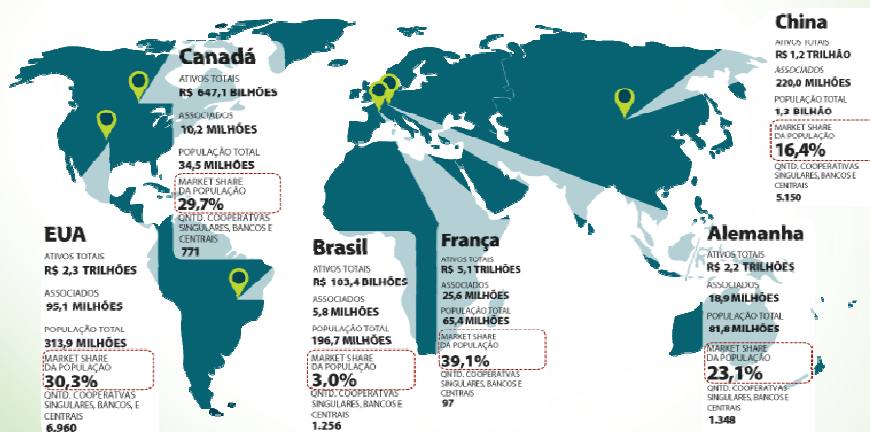 Canadá
ATIVOS TOTAIS
R$ 647,1 BILHÕES
ASSOCIADOS
10,2 MILHÕES
POPULAÇÃO TOTAL
34,5 MILHÕES
MARKET SHARE
DA POPULAÇÃO
29,7%
QNTD. COOPERATVAS
SINGULARES, BANCOS E
CENTRAIS
771
China
ATIVOS TOTAIS
R$ 1,2 TRILHÃO
ASSOCIADOS
220,0 MILHÕES
POPULAÇÃO TOTAL
1,3 BILHÃO
MARKET SHARE
DA POPULAÇÃO
16,4%
QNTD. COOPERATVAS
SINGULARES, BANCOS E
CENTRAIS
5.150
EUA
ATIVOS TOTAIS
R$ 2,3 TRILHÕES
ASSOCIADOS
95,1 MILHÕES
POPULAÇÃO TOTAL
313,9 MILHÕES
MARKET SHARE
DA POPULAÇÃO
30,3%
QNTD. COOPERATVAS
SINGULARES, BANCOS, E
CENTRAIS
6.960
Brasil
ATIVOS TOTAIS
R$ 103,4 BILHÕES
ASSOCIADOS
5,8 MILHÕES
POPULAÇÃO TOTAL
196,7 MILHÕES
MARKET SHARE
DA POPULAÇÃO
3,0%
QNTD. COOPERATVAS
SINGULARES, BANCOS E
CENTRAIS
1.256
França
ATIVOS TOTAIS
R$ 5,1 TRILHÕES
ASSOCIADOS
25,6 MILHÕES
POPULAÇÃO TOTAL
65,4 MILHÕES
MARKET SHARE
DA POPULAÇÃO
39,1%
QNTD. COOPERATVAS
SINGULARES, BANCOS E
CENTRAIS
97
Alemanha
ATIVOS TOTAIS
R$ 2,2 TRILHÕES
ASSOCIADOS
18,9 MILHÕES
POPULAÇÃO TOTAL
81,8 MILHÕES
MARKET SHARE
DA POPULAÇÃO
23,1%
QNTD. COOPERATVAS
SINGULARES, BANCOS E
CENTRAIS
1.348